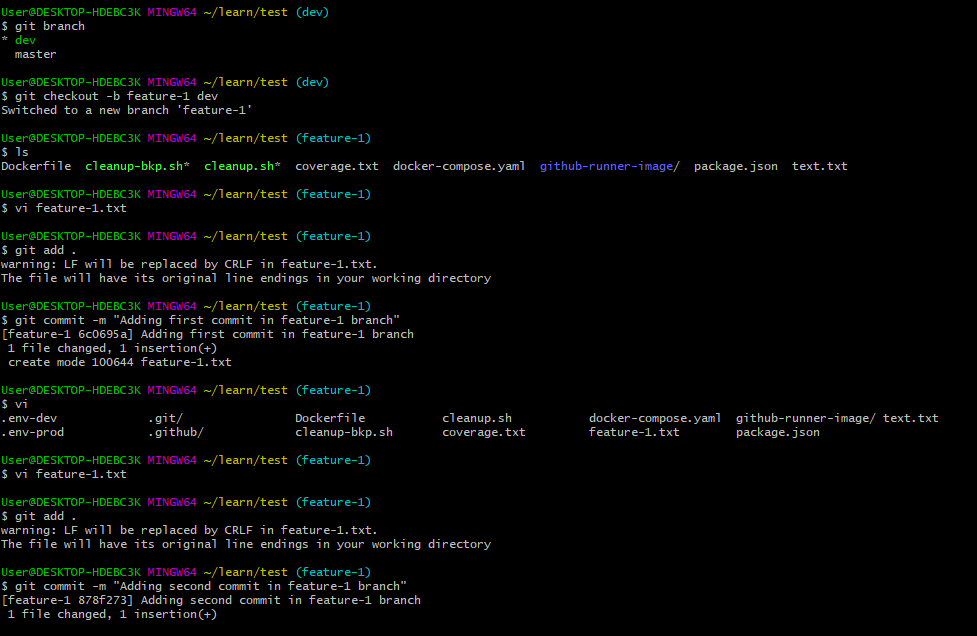 User@DESKTOP-HDEBC3K MINGW64 ~/learn/test (dev)
$ git branch
* dev
  master

User@DESKTOP-HDEBC3K MINGW64 ~/learn/test (dev)
$ git checkout -b feature-1 dev
Switched to a new branch 'feature-1'

User@DESKTOP-HDEBC3K MINGW64 ~/learn/test (feature-1)
$ ls
Dockerfile  cleanup-bkp.sh*  cleanup.sh*  coverage.txt  docker-compose.yaml  github-runner-image/  package.json  text.txt

User@DESKTOP-HDEBC3K MINGW64 ~/learn/test (feature-1)
$ vi feature-1.txt

User@DESKTOP-HDEBC3K MINGW64 ~/learn/test (feature-1)
$ git add .
warning: LF will be replaced by CRLF in feature-1.txt.
The file will have its original line endings in your working directory

User@DESKTOP-HDEBC3K MINGW64 ~/learn/test (feature-1)
$ git commit -m "Adding first commit in feature-1 branch"
[feature-1 6c0695a] Adding first commit in feature-1 branch
 1 file changed, 1 insertion(+)
 create mode 100644 feature-1.txt

User@DESKTOP-HDEBC3K MINGW64 ~/learn/test (feature-1)
$ vi
.env-dev             .git/                Dockerfile           cleanup.sh           docker-compose.yaml  github-runner-image/ text.txt
.env-prod            .github/             cleanup-bkp.sh       coverage.txt         feature-1.txt        package.json

User@DESKTOP-HDEBC3K MINGW64 ~/learn/test (feature-1)
$ vi feature-1.txt

User@DESKTOP-HDEBC3K MINGW64 ~/learn/test (feature-1)
$ git add .
warning: LF will be replaced by CRLF in feature-1.txt.
The file will have its original line endings in your working directory

User@DESKTOP-HDEBC3K MINGW64 ~/learn/test (feature-1)
$ git commit -m "Adding second commit in feature-1 branch"
[feature-1 878f273] Adding second commit in feature-1 branch
 1 file changed, 1 insertion(+)